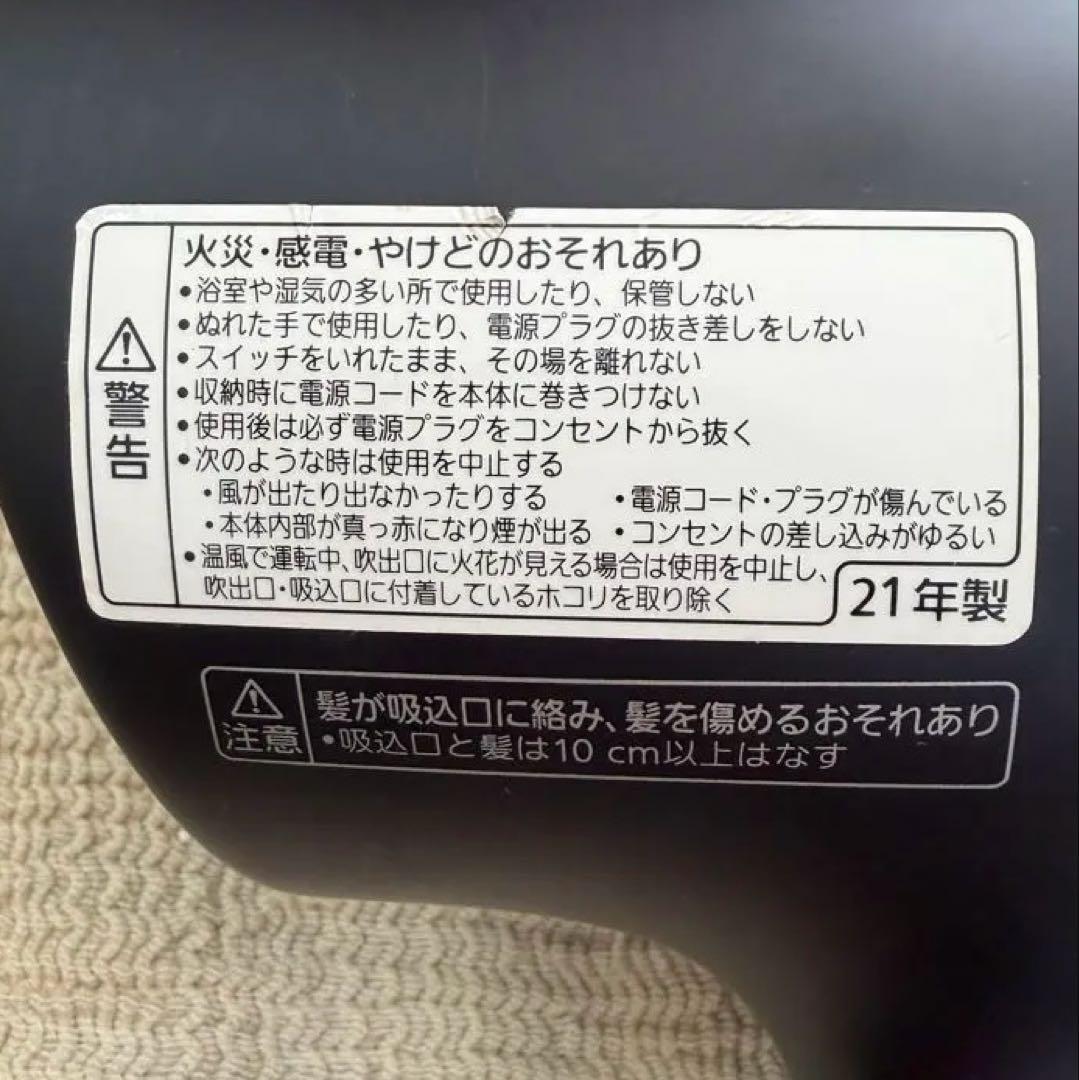 ⚠警告
火災・感電・やけどのおそれあり
•浴室や湿気の多い所で使用したり、保管しない
•ぬれた手で使用したり、電源プラグの抜き差しをしない
•スイッチをいれたまま、その場を離れない
•収納時に電源コードを本体に巻きつけない
•使用後は必ず電源プラグをコンセントから抜く
•次のような時は使用を中止する
・風が出たり出なかったりする ・電源コード・プラグが傷んでいる
・本体内部が真っ赤になり煙が出る ・コンセントの差し込みがゆるい
•温風で運転中、吹出口に火花が見える場合は使用を中止し、
吹出口・吸込口に付着しているホコリを取り除く
21年製
⚠注意
髪が吸込口に絡み、髪を傷めるおそれあり
•吸込口と髪は10 cm以上はなす